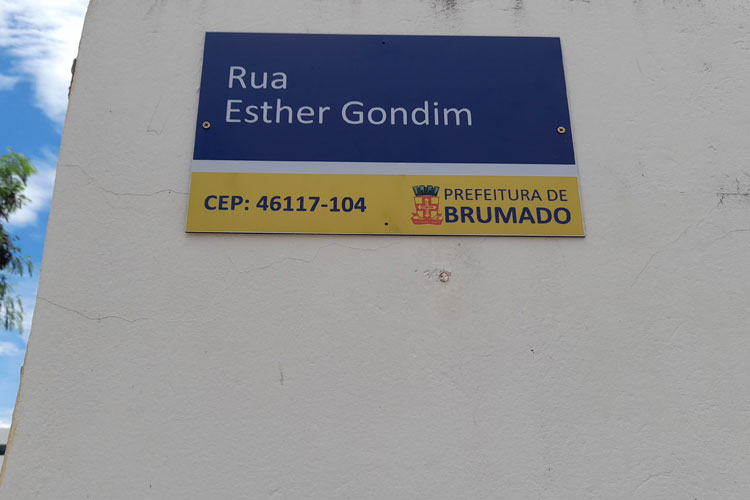 Rua
Esther Gondim
CEP: 46117-104
PREFEITURA DE
BRUMADO